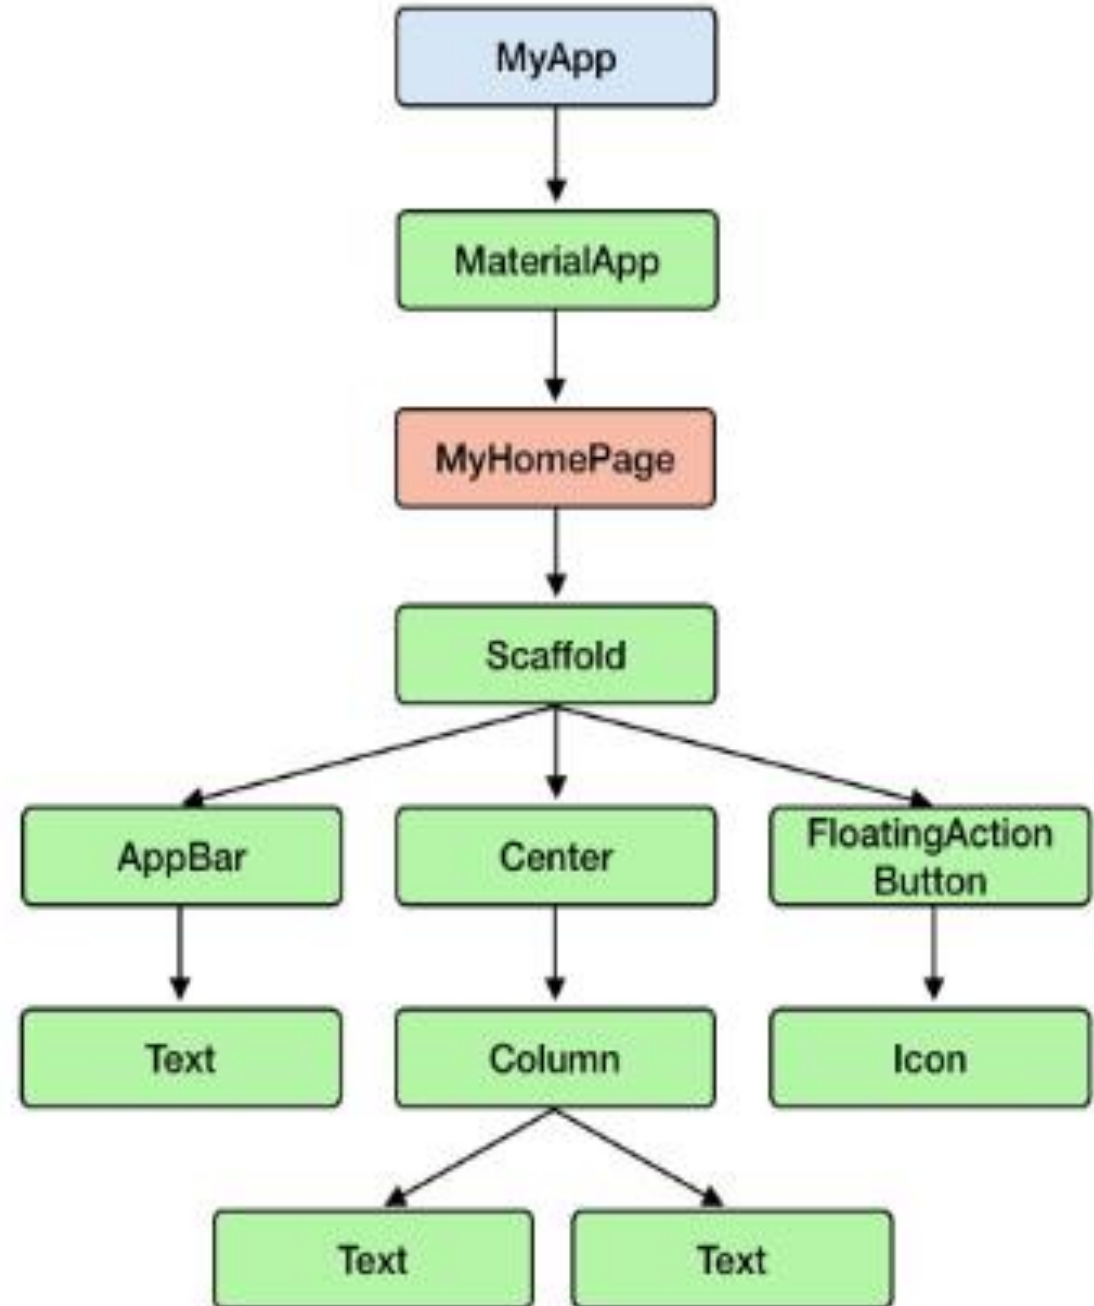 MyApp
MaterialApp
MyHomePage
Scaffold
AppBar
Center
FloatingAction
Button
Text
Column
Icon
Text
Text